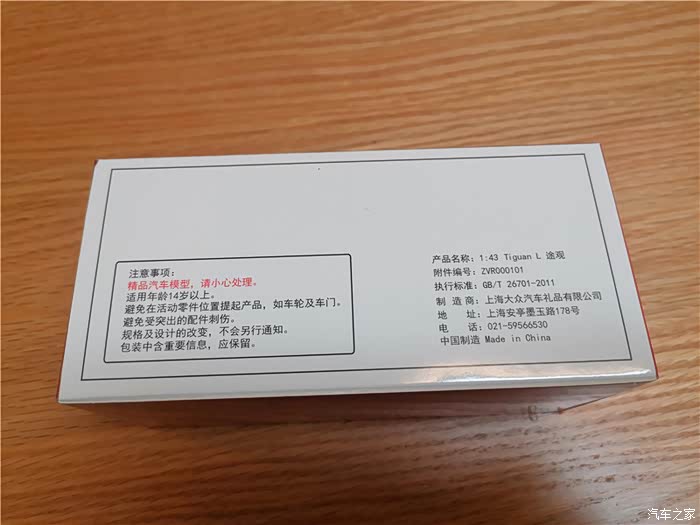 注意事项:
精品汽车模型，请小心处理。
适用年龄14岁以上。
避免在活动零件位置提起产品，如车轮及车门。
避免受突出的配件刺伤。
规格及设计的改变，不会另行通知。
包装中含重要信息，应保留。
产品名称: 1:43 Tiguan L 途观
附件编号: ZVR000101
执行标准: GB/T 26701-2011
制 造 商: 上海大众汽车礼品有限公司
地 址: 上海安亭墨玉路178号
电 话: 021-59566530
中国制造 Made in China
汽车之家